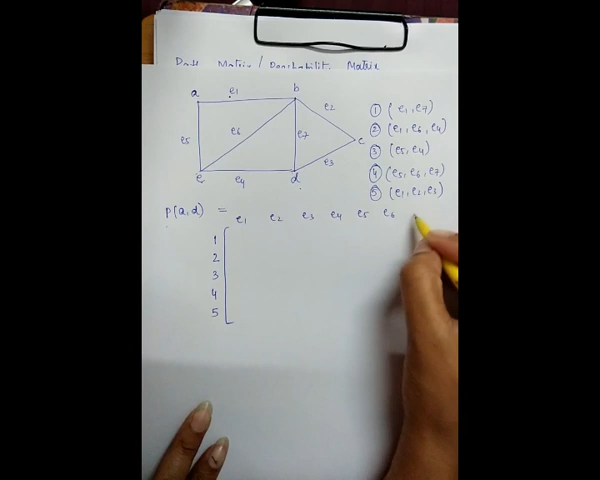 Path Matrix / Reachability Matrix
a e1 b
e2
e5 e6 e7 c
e3
e e4 d
① (e1, e7)
② (e1, e6, e4)
③ (e5, e4)
④ (e5, e6, e7)
⑤ (e1, e2, e3)
P(a,d) = e1 e2 e3 e4 e5 e6
1
2
3
4
5